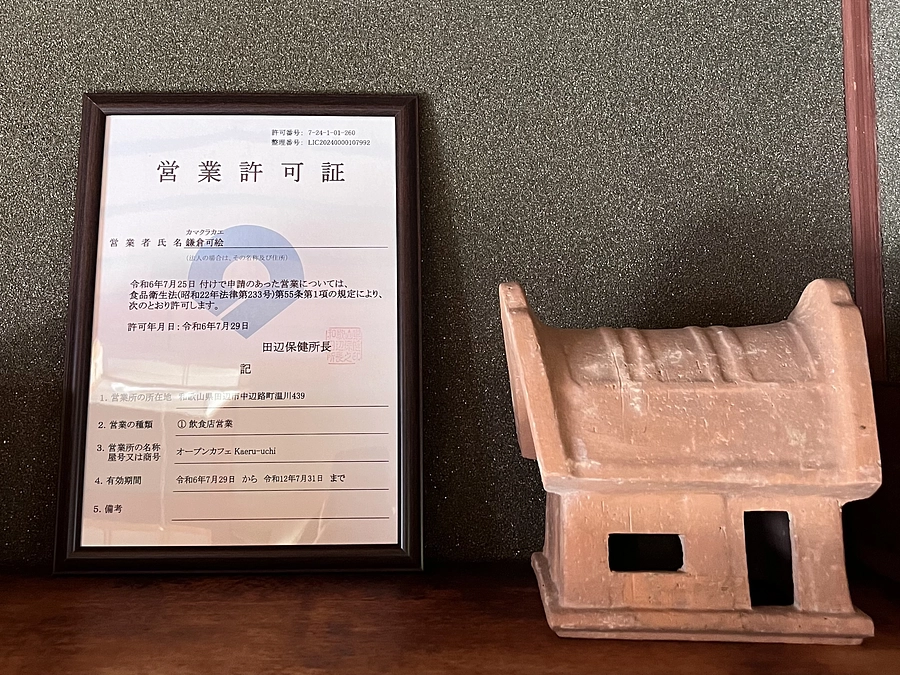 許可番号: 7-24-1-01-260
整理番号: LIC20240000107992
営業許可証
カマクラカエ
営業者氏名 鎌倉可絵
(法人の場合は、その名称及び住所)
令和6年7月25日 付けで申請のあった営業については、
食品衛生法(昭和22年法律第233号)第55条第1項の規定により、
次のとおり許可します。
許可年月日：令和6年7月29日
田辺保健所長
記
1. 営業所の所在地 和歌山県田辺市中辺路町温川439
2. 営業の種類 ① 飲食店営業
3. 営業所の名称 屋号又は商号 オープンカフェ Kaeru-uchi
4. 有効期間 令和6年7月29日 から 令和12年7月31日 まで
5. 備考